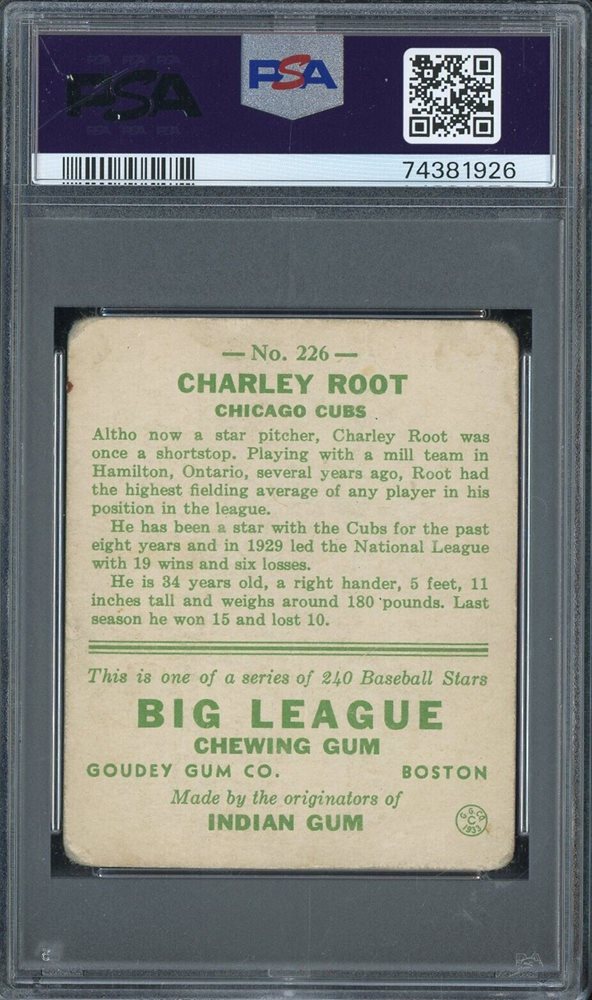 PSA
PSA
74381926
— No. 226 —
CHARLEY ROOT
CHICAGO CUBS
Altho now a star pitcher, Charley Root was
once a shortstop. Playing with a mill team in
Hamilton, Ontario, several years ago, Root had
the highest fielding average of any player in his
position in the league.
He has been a star with the Cubs for the past
eight years and in 1929 led the National League
with 19 wins and six losses.
He is 34 years old, a right hander, 5 feet, 11
inches tall and weighs around 180 pounds. Last
season he won 15 and lost 10.
This is one of a series of 240 Baseball Stars
BIG LEAGUE
CHEWING GUM
GOUDEY GUM CO. BOSTON
Made by the originators of
INDIAN GUM
G.G.CO.
C
1933
PSA